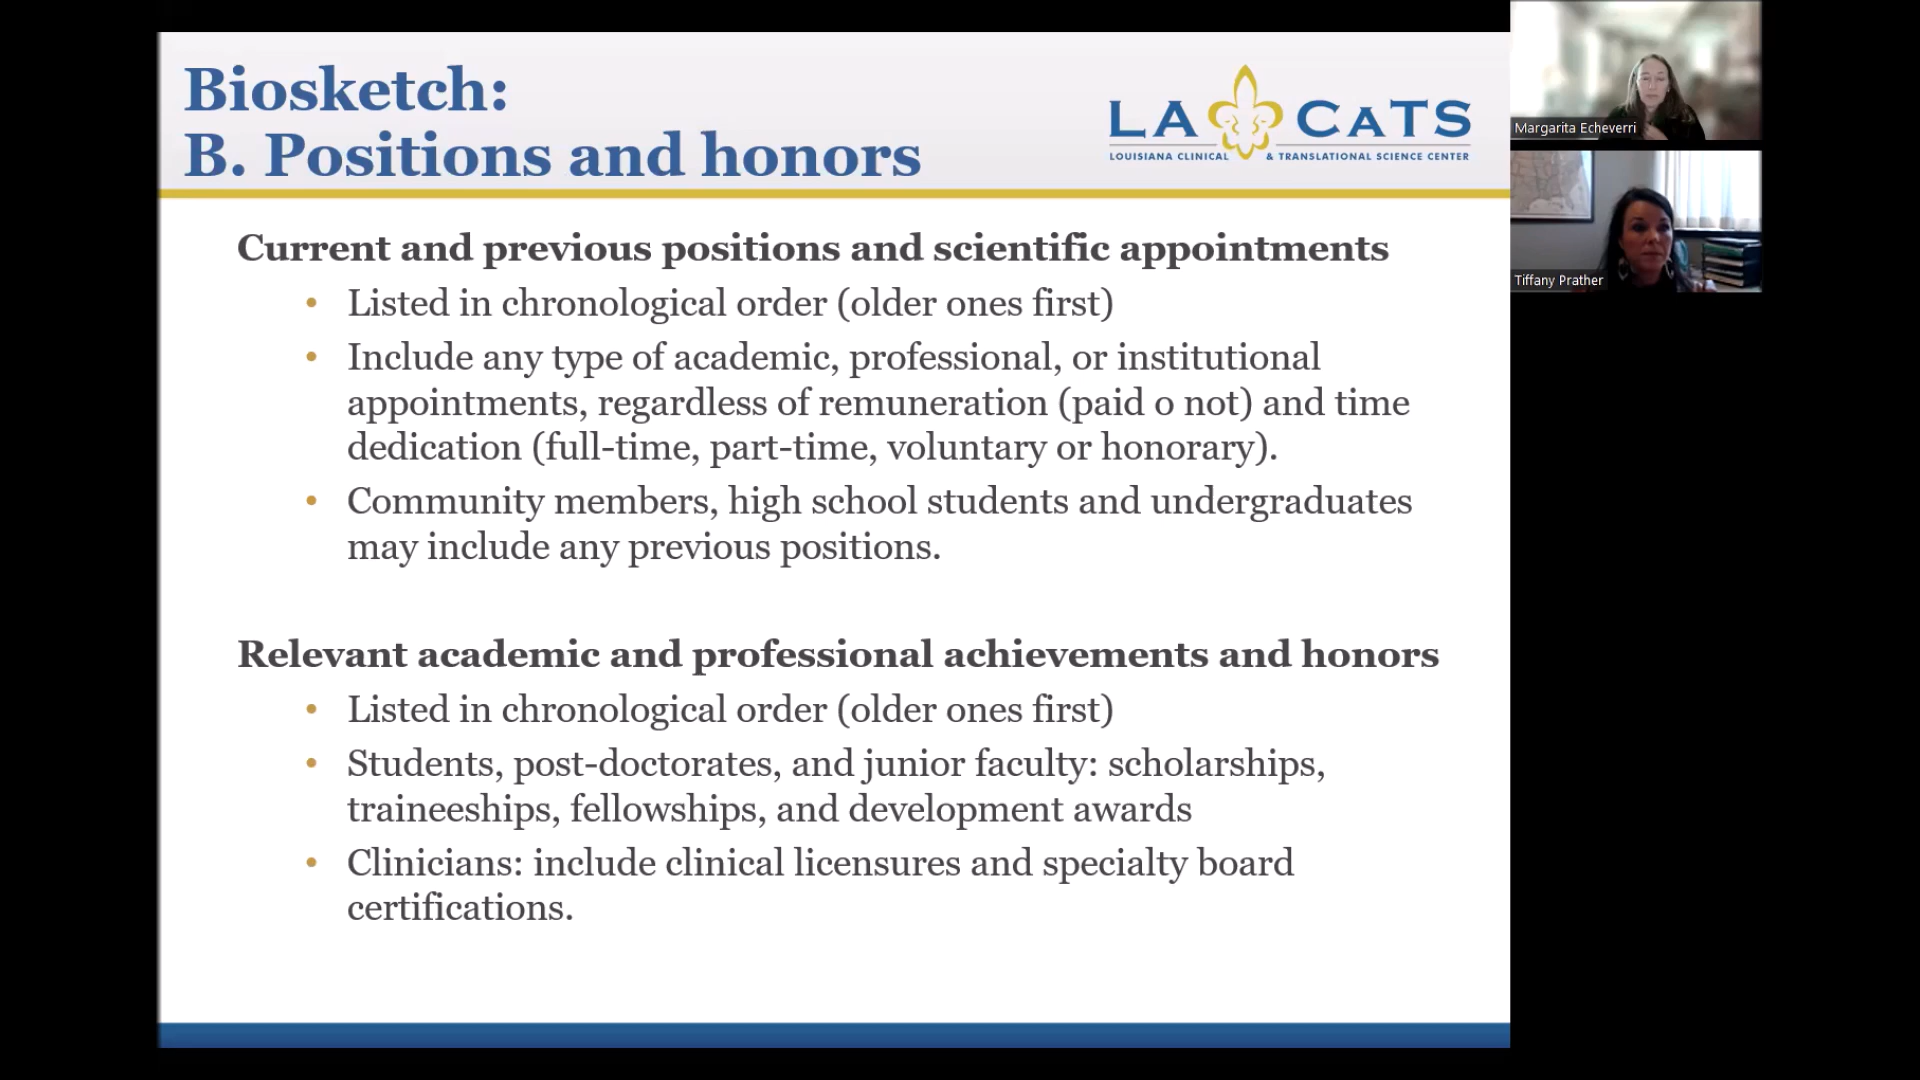 Biosketch:
B. Positions and honors
LA CATS
LOUISIANA CLINICAL & TRANSLATIONAL SCIENCE CENTER
Current and previous positions and scientific appointments
• Listed in chronological order (older ones first)
• Include any type of academic, professional, or institutional
appointments, regardless of remuneration (paid o not) and time
dedication (full-time, part-time, voluntary or honorary).
• Community members, high school students and undergraduates
may include any previous positions.
Relevant academic and professional achievements and honors
• Listed in chronological order (older ones first)
• Students, post-doctorates, and junior faculty: scholarships,
traineeships, fellowships, and development awards
• Clinicians: include clinical licensures and specialty board
certifications.
Margarita Echeverri
Tiffany Prather